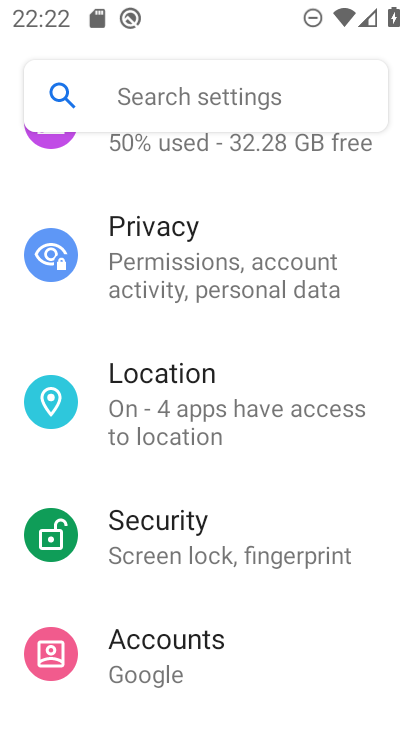 22:22
Search settings
50% used - 32.28 GB free
Privacy
Permissions, account
activity, personal data
Location
On - 4 apps have access
to location
Security
Screen lock, fingerprint
Accounts
Google